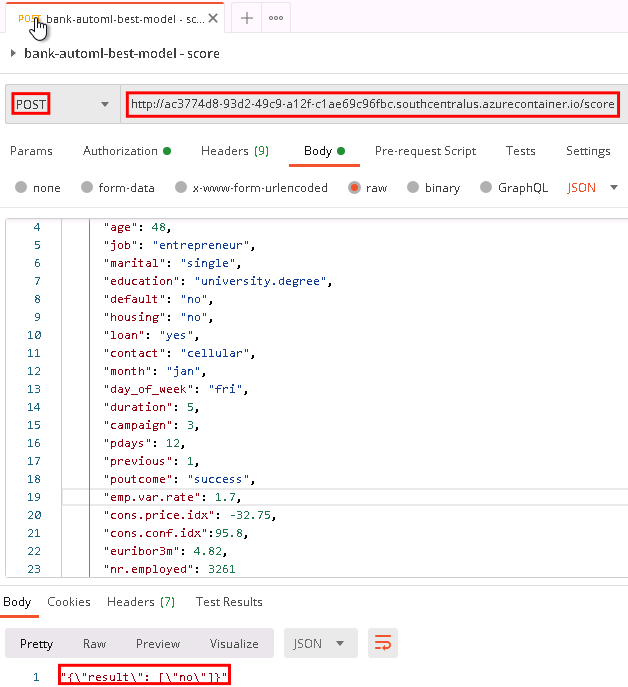 POST bank-automl-best-model - sc...
bank-automl-best-model - score
POST http://ac3774d8-93d2-49c9-a12f-c1ae69c96fbc.southcentralus.azurecontainer.io/score
Params Authorization Headers (9) Body Pre-request Script Tests Settings
none form-data x-www-form-urlencoded raw binary GraphQL JSON
4 "age": 48,
5 "job": "entrepreneur",
6 "marital": "single",
7 "education": "university.degree",
8 "default": "no",
9 "housing": "no",
10 "loan": "yes",
11 "contact": "cellular",
12 "month": "jan",
13 "day_of_week": "fri",
14 "duration": 5,
15 "campaign": 3,
16 "pdays": 12,
17 "previous": 1,
18 "poutcome": "success",
19 "emp.var.rate": 1.7,
20 "cons.price.idx": -32.75,
21 "cons.conf.idx":95.8,
22 "euribor3m": 4.82,
23 "nr.employed": 3261
Body Cookies Headers (7) Test Results
Pretty Raw Preview Visualize JSON
1 "{\"result\": [\"no\"]}"